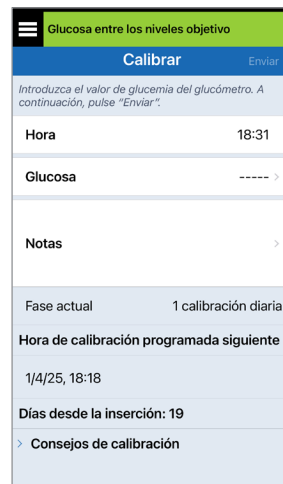 Glucosa entre los niveles objetivo
Calibrar Enviar
Introduzca el valor de glucemia del glucómetro. A
continuación, pulse “Enviar”.
Hora 18:31
Glucosa -----
Notas
Fase actual 1 calibración diaria
Hora de calibración programada siguiente
1/4/25, 18:18
Días desde la inserción: 19
Consejos de calibración